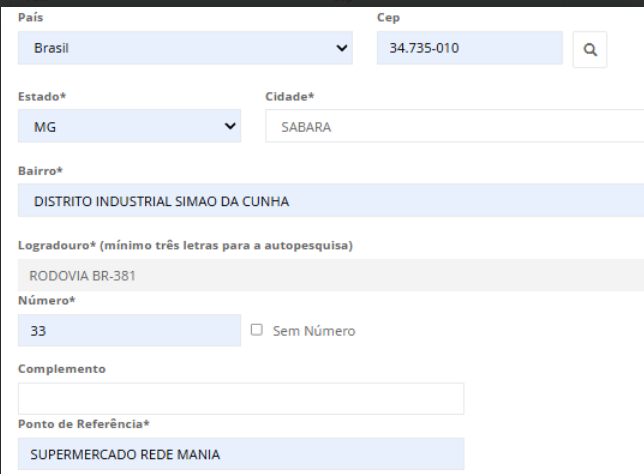 País Cep
Brasil 34.735-010
Estado* Cidade*
MG SABARA
Bairro*
DISTRITO INDUSTRIAL SIMAO DA CUNHA
Logradouro* (mínimo três letras para a autopesquisa)
RODOVIA BR-381
Número*
33 Sem Número
Complemento
Ponto de Referência*
SUPERMERCADO REDE MANIA